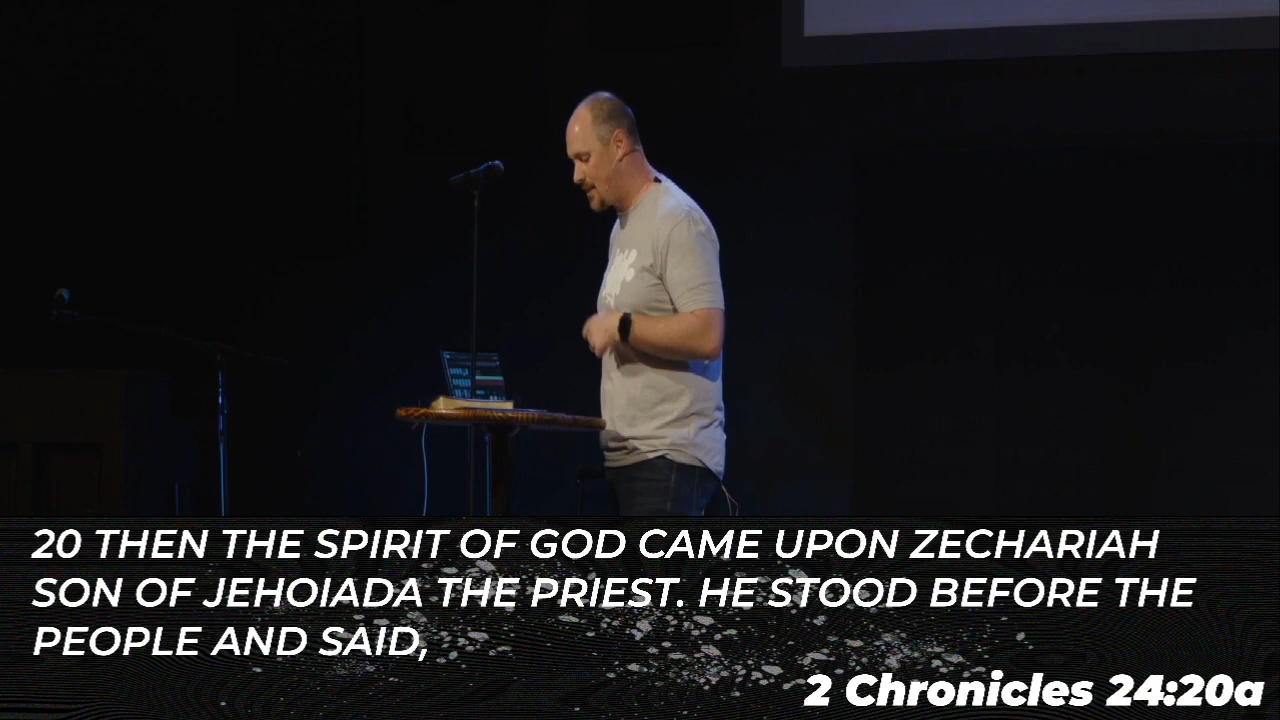 20 THEN THE SPIRIT OF GOD CAME UPON ZECHARIAH
SON OF JEHOIADA THE PRIEST. HE STOOD BEFORE THE
PEOPLE AND SAID,
2 Chronicles 24:20a